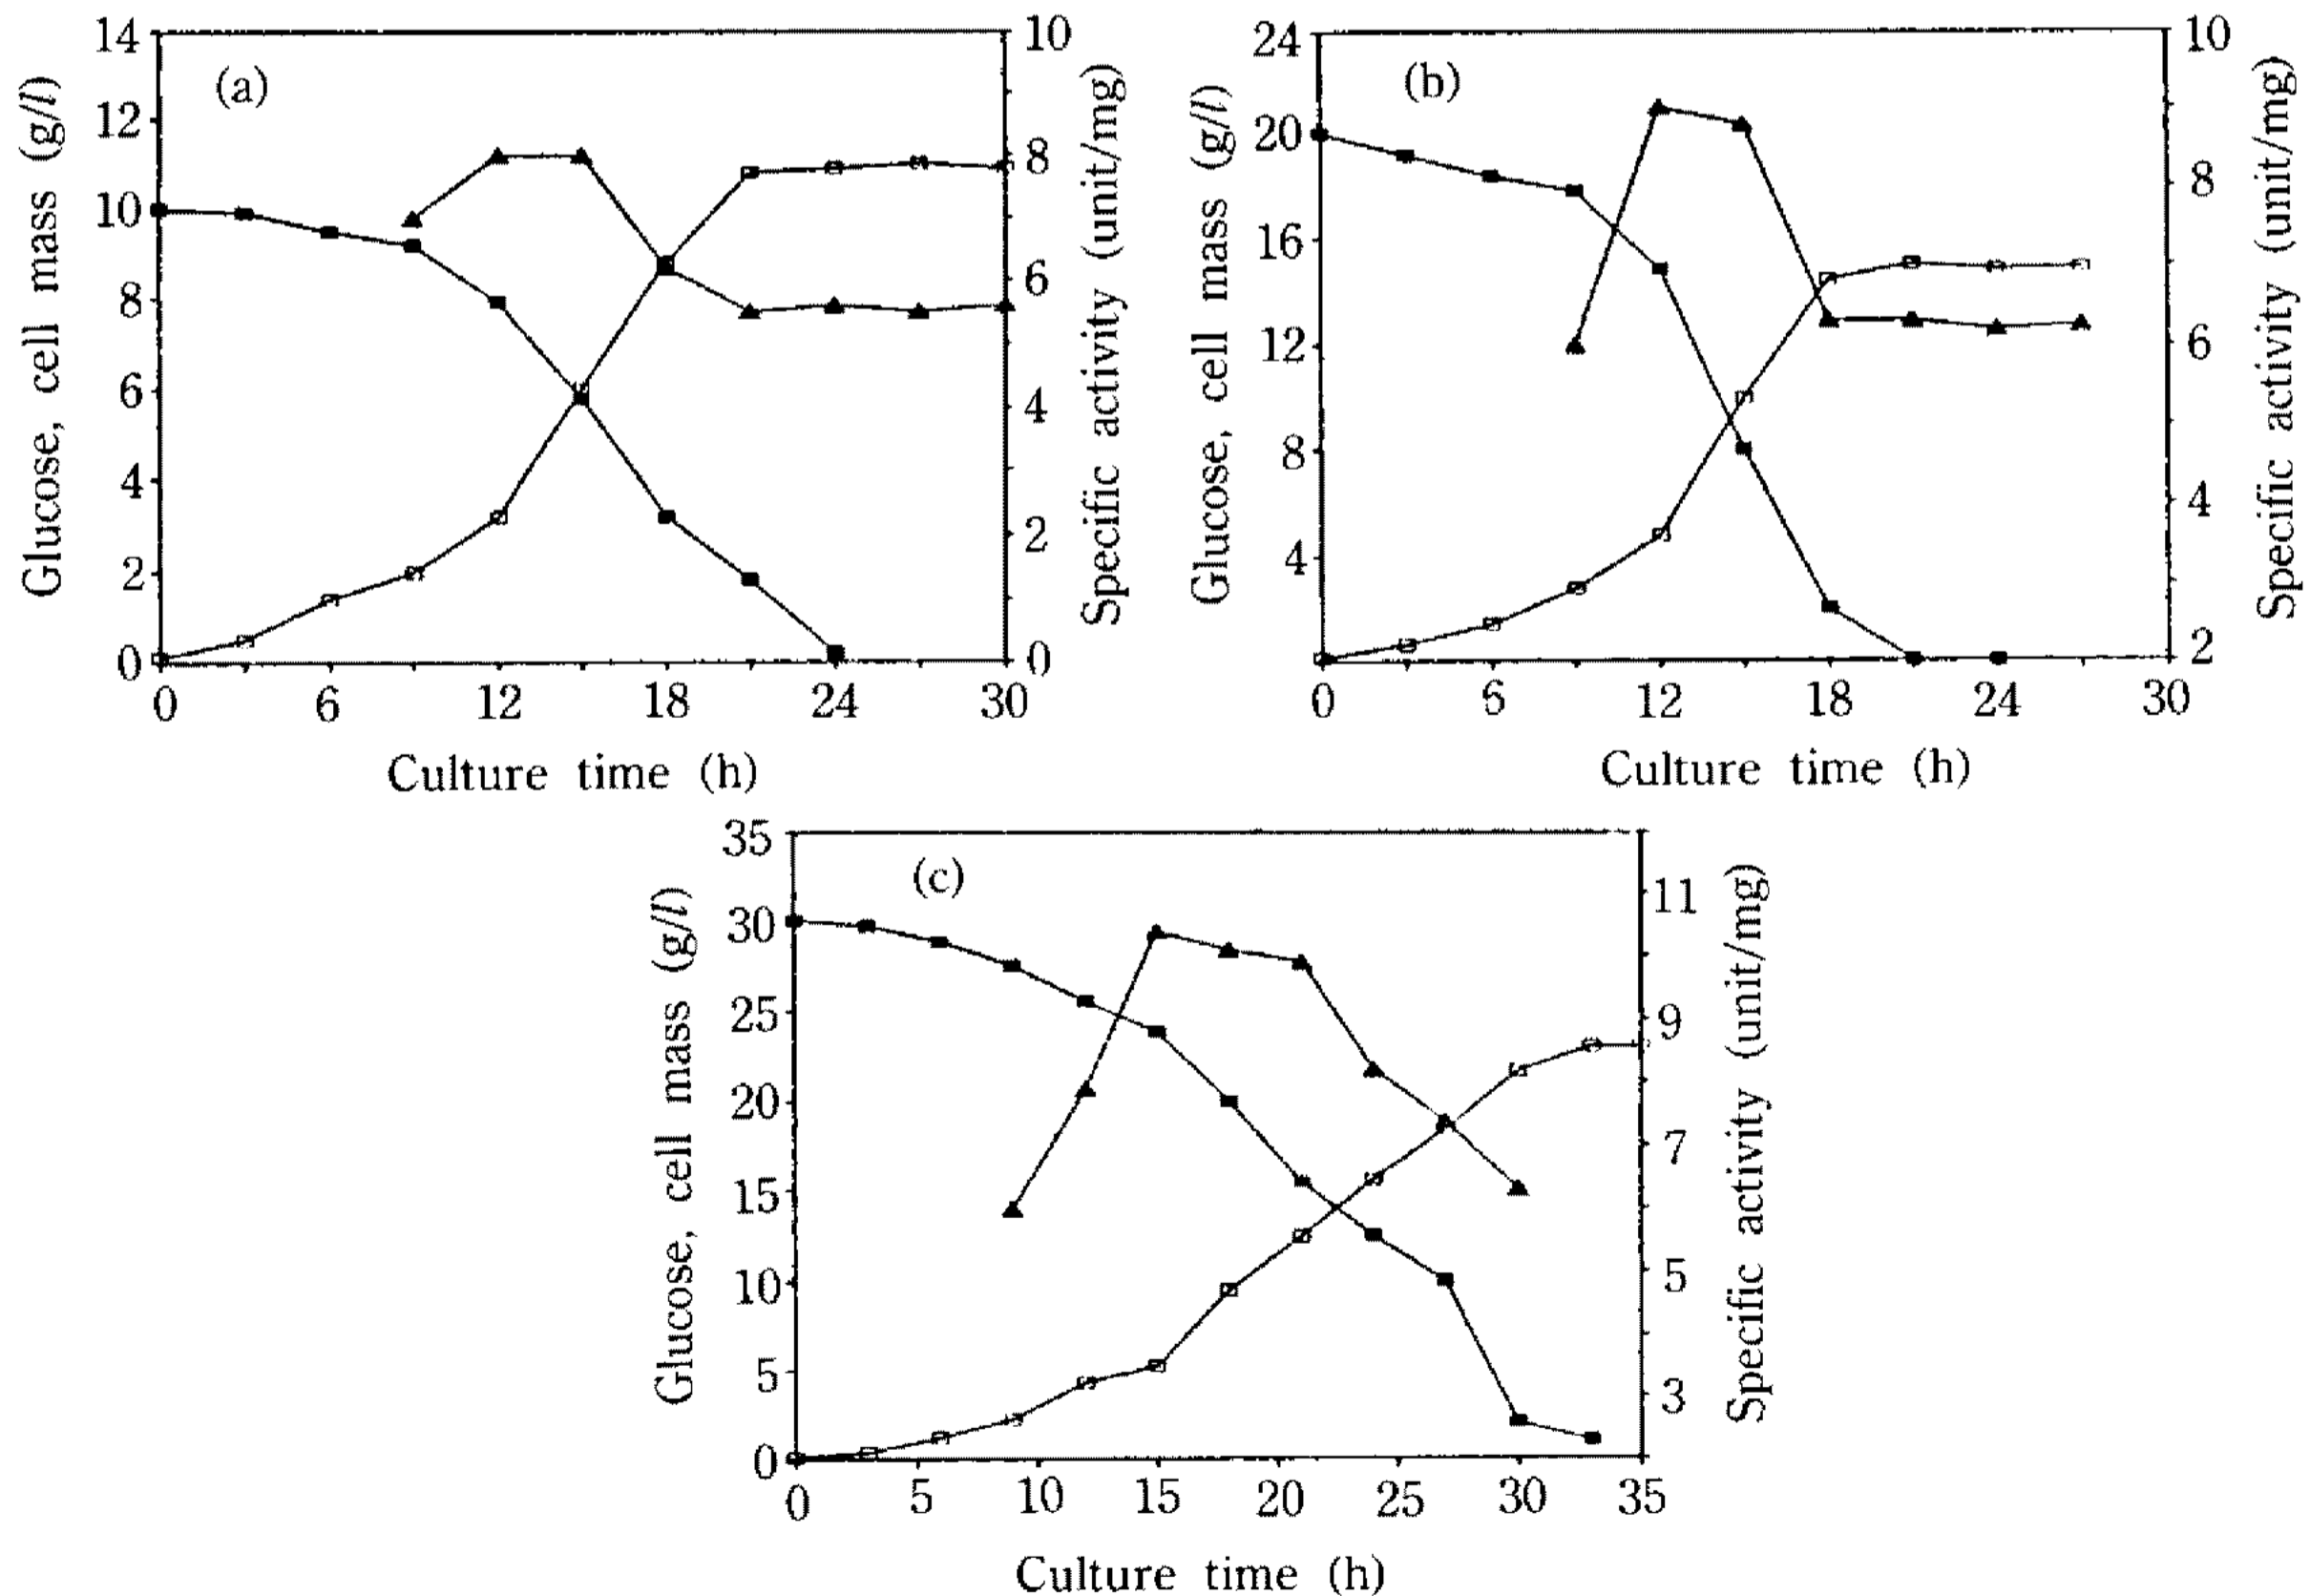 (a)
Glucose, cell mass (g/l)
14
12
10
8
6
4
2
0
10
8
6
4
2
0
Specific activity (unit/mg)
0 6 12 18 24 30
Culture time (h)
(b)
Glucose, cell mass (g/l)
24
20
16
12
8
4
10
8
6
4
2
Specific activity (unit/mg)
0 6 12 18 24 30
Culture time (h)
(c)
Glucose, cell mass (g/l)
35
30
25
20
15
10
5
0
11
9
7
5
3
Specific activity (unit/mg)
0 5 10 15 20 25 30 35
Culture time (h)